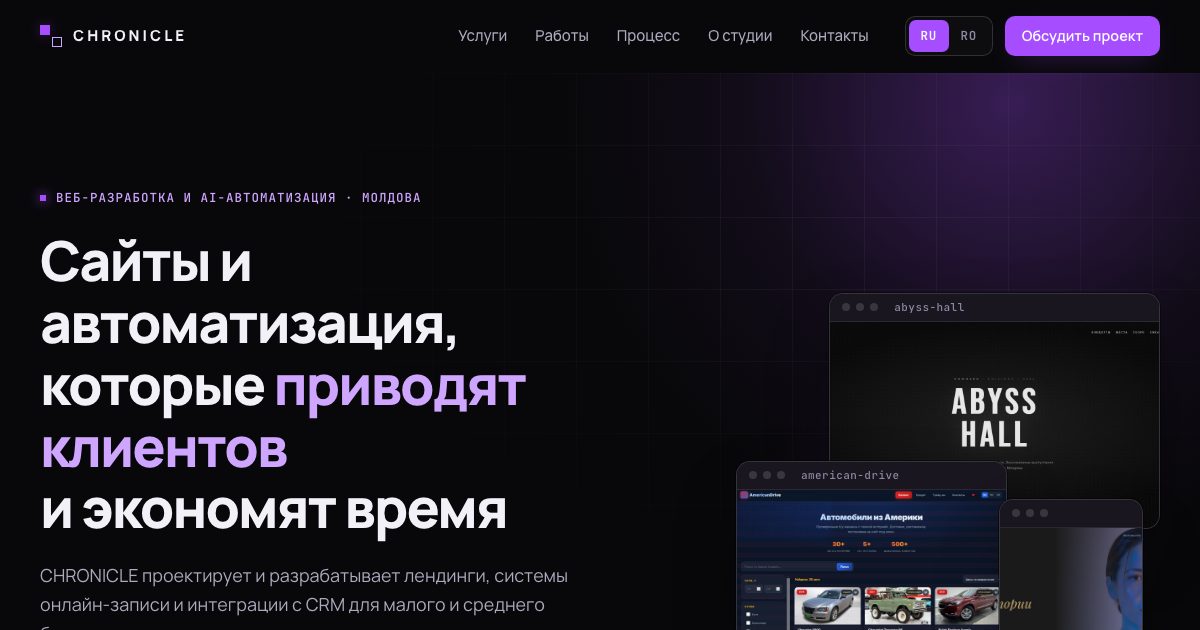 CHRONICLE
Услуги
Работы
Процесс
О студии
Контакты
RU
RO
Обсудить проект
ВЕБ-РАЗРАБОТКА И AI-АВТОМАТИЗАЦИЯ · МОЛДОВА
Сайты и
автоматизация,
которые приводят
клиентов
и экономят время
CHRONICLE проектирует и разрабатывает лендинги, системы
онлайн-записи и интеграции с CRM для малого и среднего
abyss-hall
ABYSS
HALL
american-drive
AmericanDrive
Автомобили из Америки
30+
5+
500+